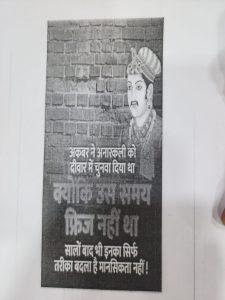 अकबर ने अनारकली को
दीवार में चुनवा दिया था
क्योंकि उस समय
फ्रिज नहीं था
सालों बाद भी इनका सिर्फ
तरीका बदला है मानसिकता नहीं !